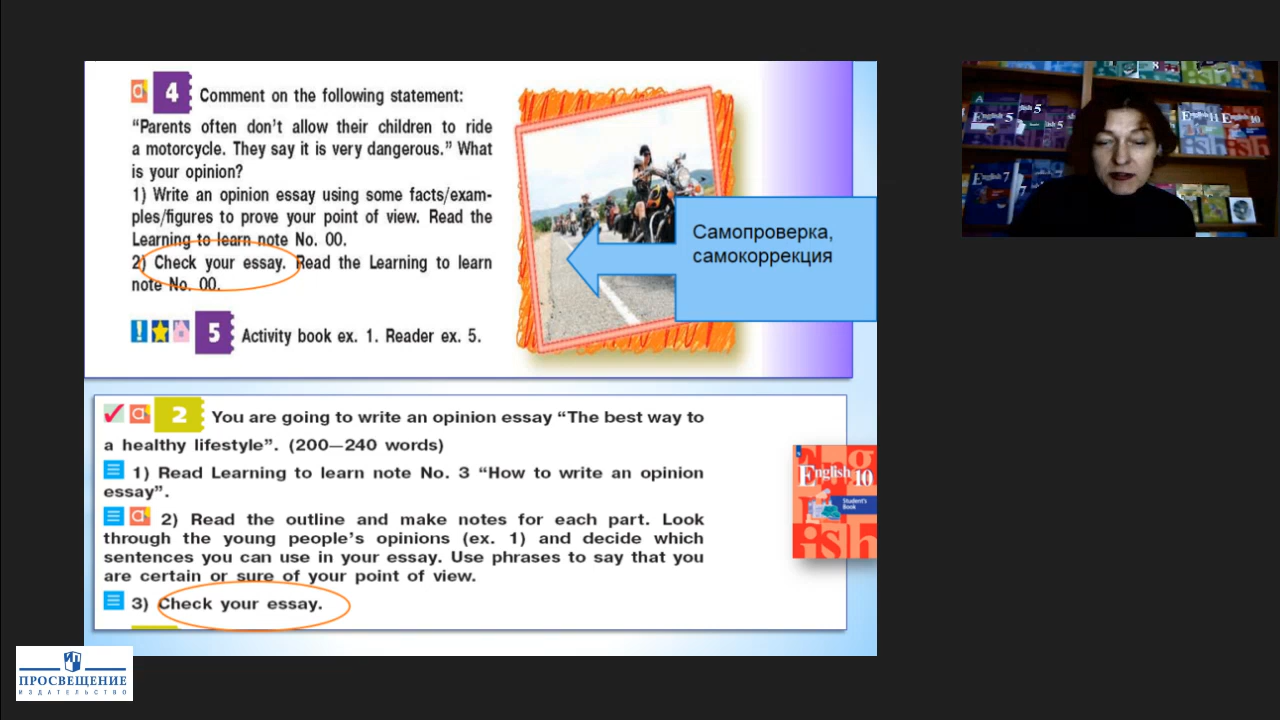 4 Comment on the following statement:
“Parents often don’t allow their children to ride
a motorcycle. They say it is very dangerous.” What
is your opinion?
1) Write an opinion essay using some facts/exam-
ples/figures to prove your point of view. Read the
Learning to learn note No. 00.
2) Check your essay. Read the Learning to learn
note No. 00.
Самопроверка,
самокоррекция
5 Activity book ex. 1. Reader ex. 5.
2 You are going to write an opinion essay “The best way to
a healthy lifestyle”. (200—240 words)
1) Read Learning to learn note No. 3 “How to write an opinion
essay”.
2) Read the outline and make notes for each part. Look
through the young people’s opinions (ex. 1) and decide which
sentences you can use in your essay. Use phrases to say that you
are certain or sure of your point of view.
3) Check your essay.
English 10
Student's
Book
ish
ПРОСВЕЩЕНИЕ
ИЗДАТЕЛЬСТВО
English 5
5
7
10
ish